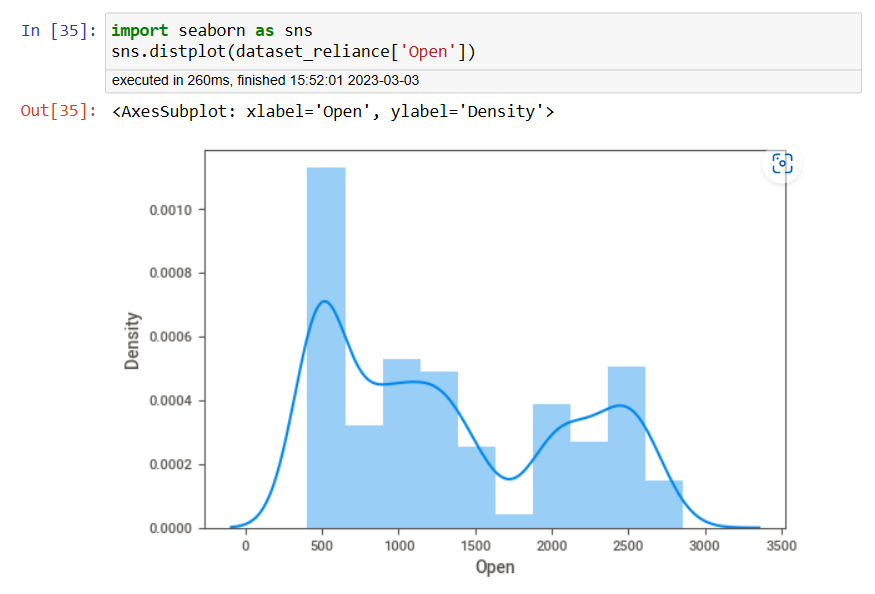 In [35]: import seaborn as sns
sns.distplot(dataset_reliance['Open'])
executed in 260ms, finished 15:52:01 2023-03-03
Out[35]: <AxesSubplot: xlabel='Open', ylabel='Density'>
0.0010
0.0008
0.0006
0.0004
0.0002
0.0000
Density
0 500 1000 1500 2000 2500 3000 3500
Open